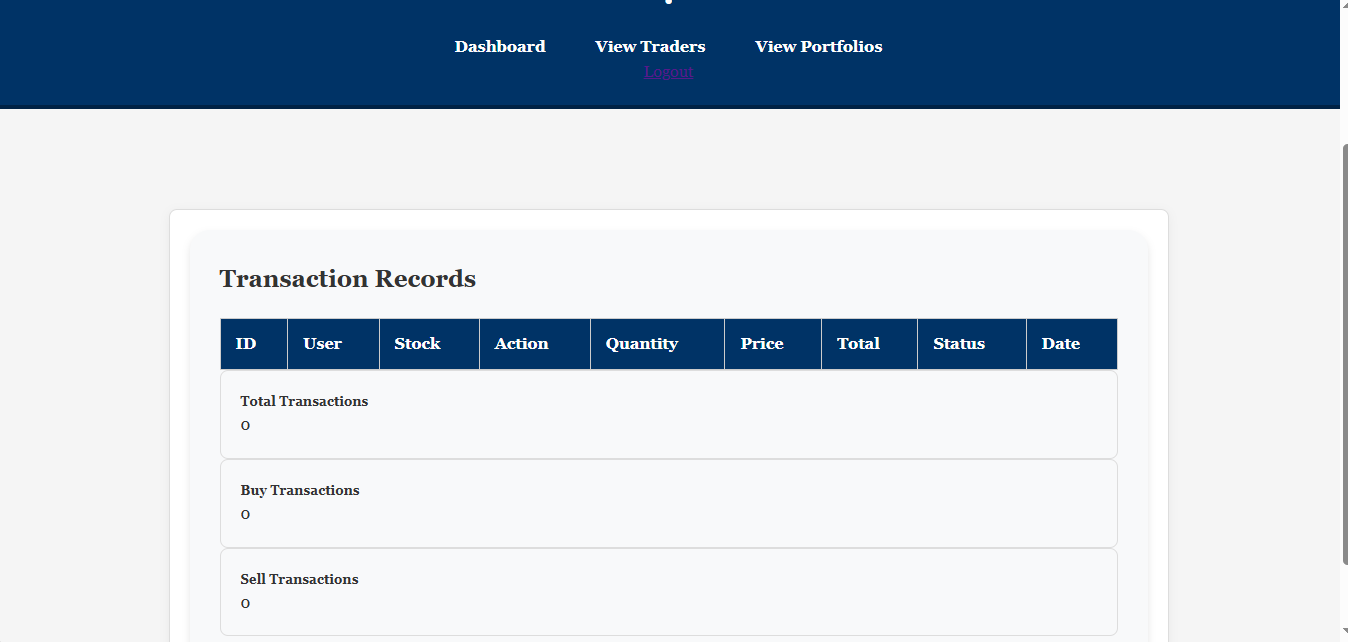 Dashboard View Traders View Portfolios
Logout
Transaction Records
ID User Stock Action Quantity Price Total Status Date
Total Transactions
0
Buy Transactions
0
Sell Transactions
0